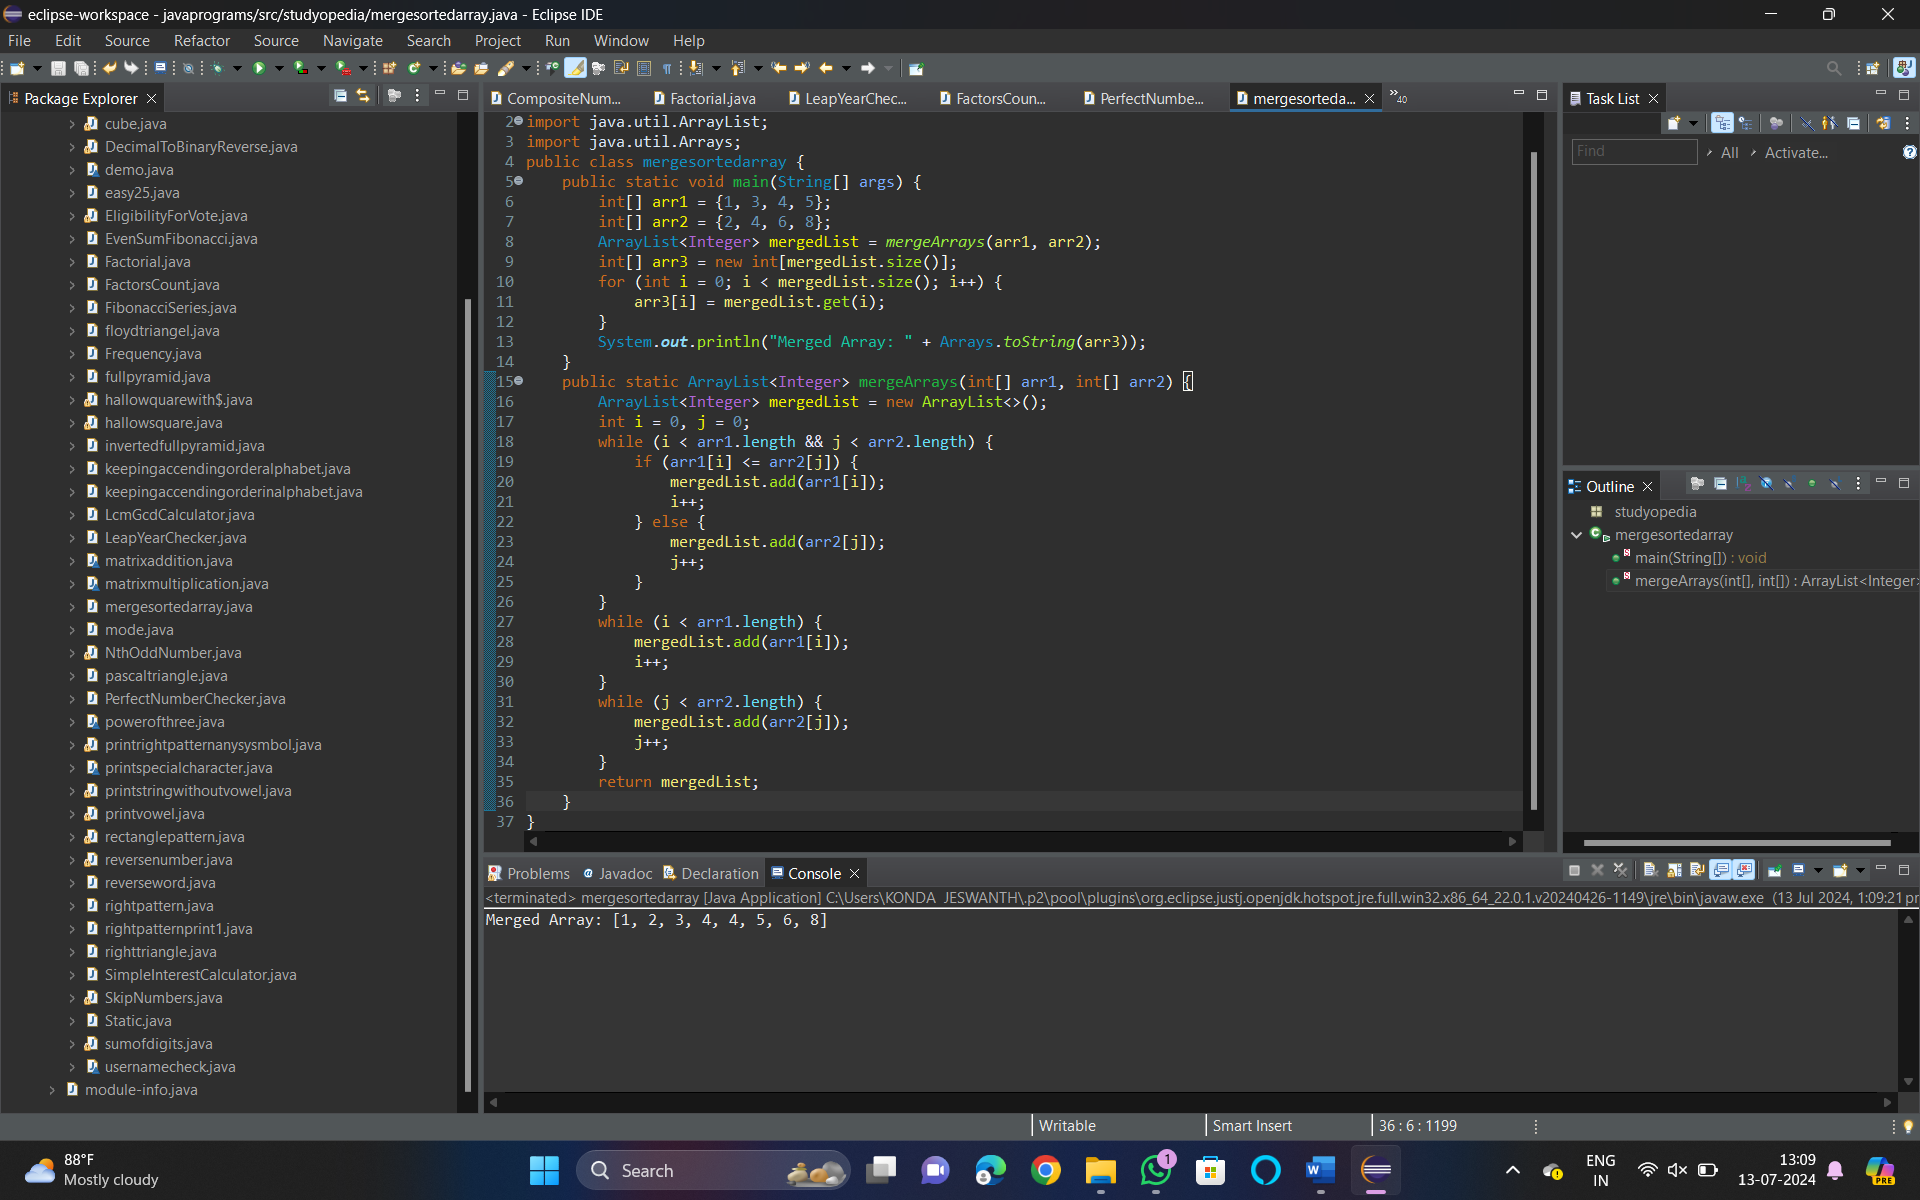 eclipse-workspace - javaprograms/src/studyopedia/mergesortedarray.java - Eclipse IDE
File Edit Source Refactor Source Navigate Search Project Run Window Help
Package Explorer
cube.java
DecimalToBinaryReverse.java
demo.java
easy25.java
EligibilityForVote.java
EvenSumFibonacci.java
Factorial.java
FactorsCount.java
FibonacciSeries.java
floydtriangel.java
Frequency.java
fullpyramid.java
hallowquarewith$.java
hallowsquare.java
invertedfullpyramid.java
keepingaccendingorderalphabet.java
keepingaccendingorderinalphabet.java
LcmGcdCalculator.java
LeapYearChecker.java
matrixaddition.java
matrixmultiplication.java
mergesortedarray.java
mode.java
NthOddNumber.java
pascaltriangle.java
PerfectNumberChecker.java
powerofthree.java
printrightpatternanysysmbol.java
printspecialcharacter.java
printstringwithoutvowel.java
printvowel.java
rectanglepattern.java
reversenumber.java
reverseword.java
rightpattern.java
rightpatternprint1.java
righttriangle.java
SimpleInterestCalculator.java
SkipNumbers.java
Static.java
sumofdigits.java
usernamecheck.java
module-info.java
CompositeNum... Factorial.java LeapYearChec... FactorsCoun... PerfectNumbe... mergesorteda... »40
2 import java.util.ArrayList;
3 import java.util.Arrays;
4 public class mergesortedarray {
5 public static void main(String[] args) {
6 int[] arr1 = {1, 3, 4, 5};
7 int[] arr2 = {2, 4, 6, 8};
8 ArrayList<Integer> mergedList = mergeArrays(arr1, arr2);
9 int[] arr3 = new int[mergedList.size()];
10 for (int i = 0; i < mergedList.size(); i++) {
11 arr3[i] = mergedList.get(i);
12 }
13 System.out.println("Merged Array: " + Arrays.toString(arr3));
14 }
15 public static ArrayList<Integer> mergeArrays(int[] arr1, int[] arr2) {
16 ArrayList<Integer> mergedList = new ArrayList<>();
17 int i = 0, j = 0;
18 while (i < arr1.length && j < arr2.length) {
19 if (arr1[i] <= arr2[j]) {
20 mergedList.add(arr1[i]);
21 i++;
22 } else {
23 mergedList.add(arr2[j]);
24 j++;
25 }
26 }
27 while (i < arr1.length) {
28 mergedList.add(arr1[i]);
29 i++;
30 }
31 while (j < arr2.length) {
32 mergedList.add(arr2[j]);
33 j++;
34 }
35 return mergedList;
36 }
37 }
Task List
Find All Activate...
Outline
studyopedia
mergesortedarray
main(String[]) : void
mergeArrays(int[], int[]) : ArrayList<Integer>
Problems Javadoc Declaration Console
<terminated> mergesortedarray [Java Application] C:\Users\KONDA JESWANTH\.p2\pool\plugins\org.eclipse.justj.openjdk.hotspot.jre.full.win32.x86_64_22.0.1.v20240426-1149\jre\bin\javaw.exe (13 Jul 2024, 1:09:21 pr
Merged Array: [1, 2, 3, 4, 4, 5, 6, 8]
Writable Smart Insert 36 : 6 : 1199
88°F
Mostly cloudy
Search
1
ENG
IN
13:09
13-07-2024
PRE